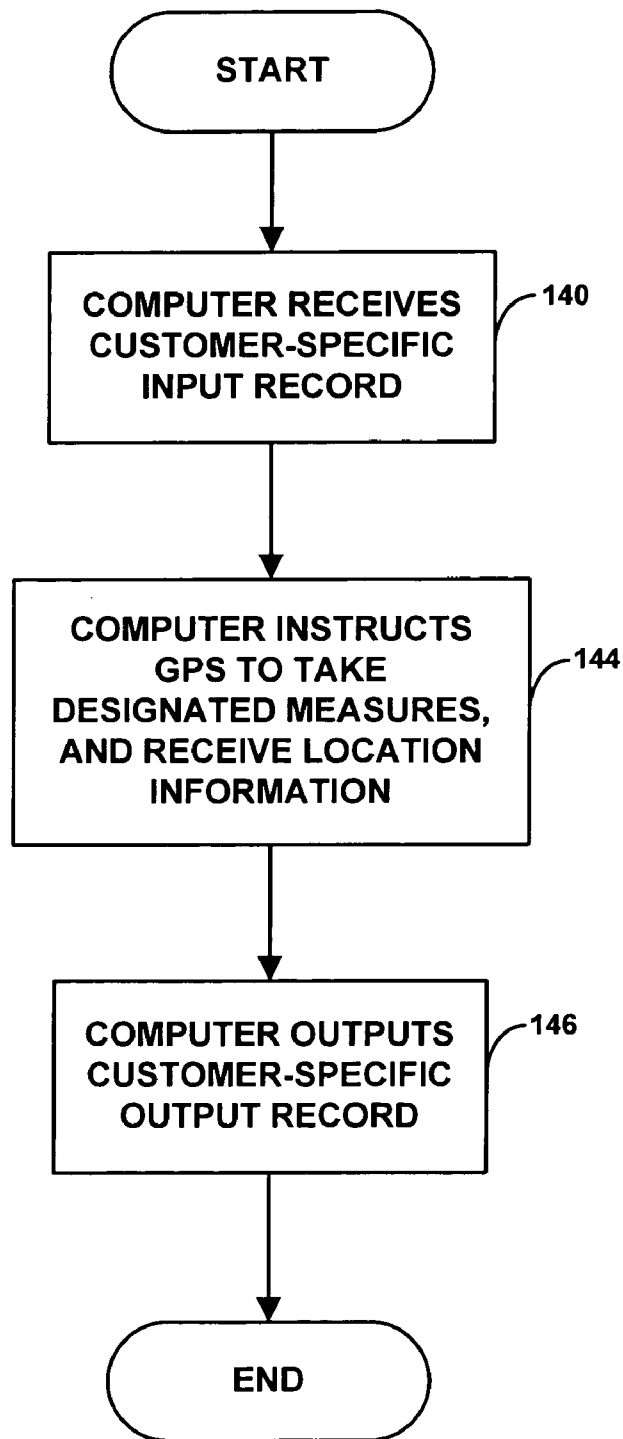 START
COMPUTER RECEIVES
CUSTOMER-SPECIFIC
INPUT RECORD
140
COMPUTER INSTRUCTS
GPS TO TAKE
DESIGNATED MEASURES,
AND RECEIVE LOCATION
INFORMATION
144
COMPUTER OUTPUTS
CUSTOMER-SPECIFIC
OUTPUT RECORD
146
END